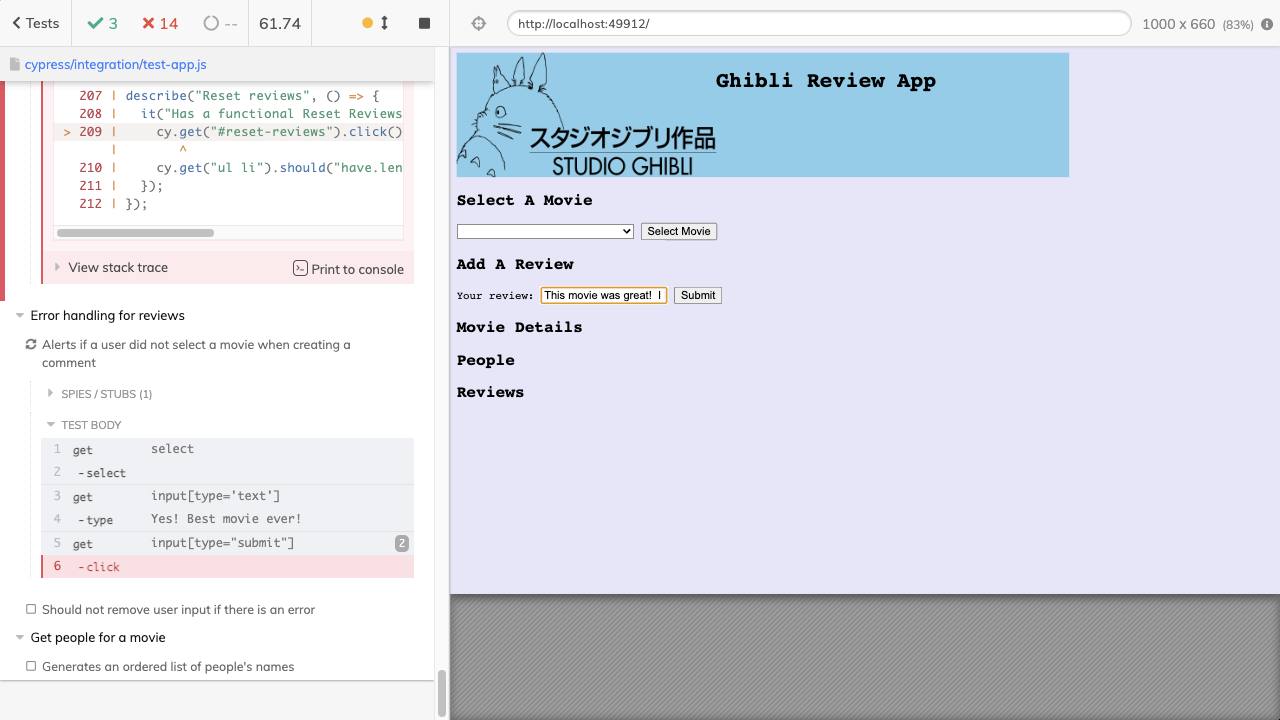 Tests
3
14
--
61.74
http://localhost:49912/
1000 x 660 (83%)
cypress/integration/test-app.js
207 | describe("Reset reviews", () => {
208 | it("Has a functional Reset Reviews
> 209 | cy.get("#reset-reviews").click()
| ^
210 | cy.get("ul li").should("have.len
211 | });
212 | });
View stack trace
Print to console
Error handling for reviews
Alerts if a user did not select a movie when creating a
comment
SPIES / STUBS (1)
TEST BODY
1 get select
2 -select
3 get input[type='text']
4 -type Yes! Best movie ever!
5 get input[type="submit"] 2
6 -click
Should not remove user input if there is an error
Get people for a movie
Generates an ordered list of people's names
Ghibli Review App
スタジオジブリ作品
STUDIO GHIBLI
Select A Movie
Select Movie
Add A Review
Your review: This movie was great! I Submit
Movie Details
People
Reviews